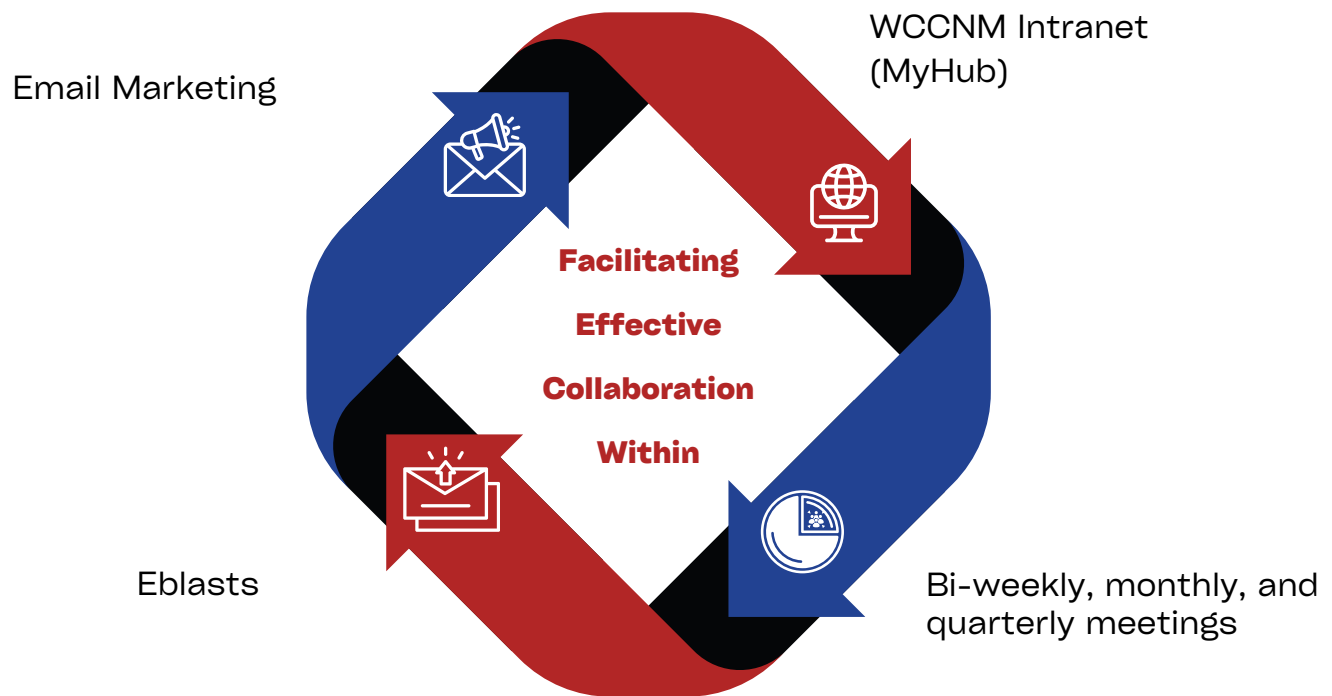 WCCNM Intranet
(MyHub)
Email Marketing
Facilitating
Effective
Collaboration
Within
Eblasts
Bi-weekly, monthly, and
quarterly meetings